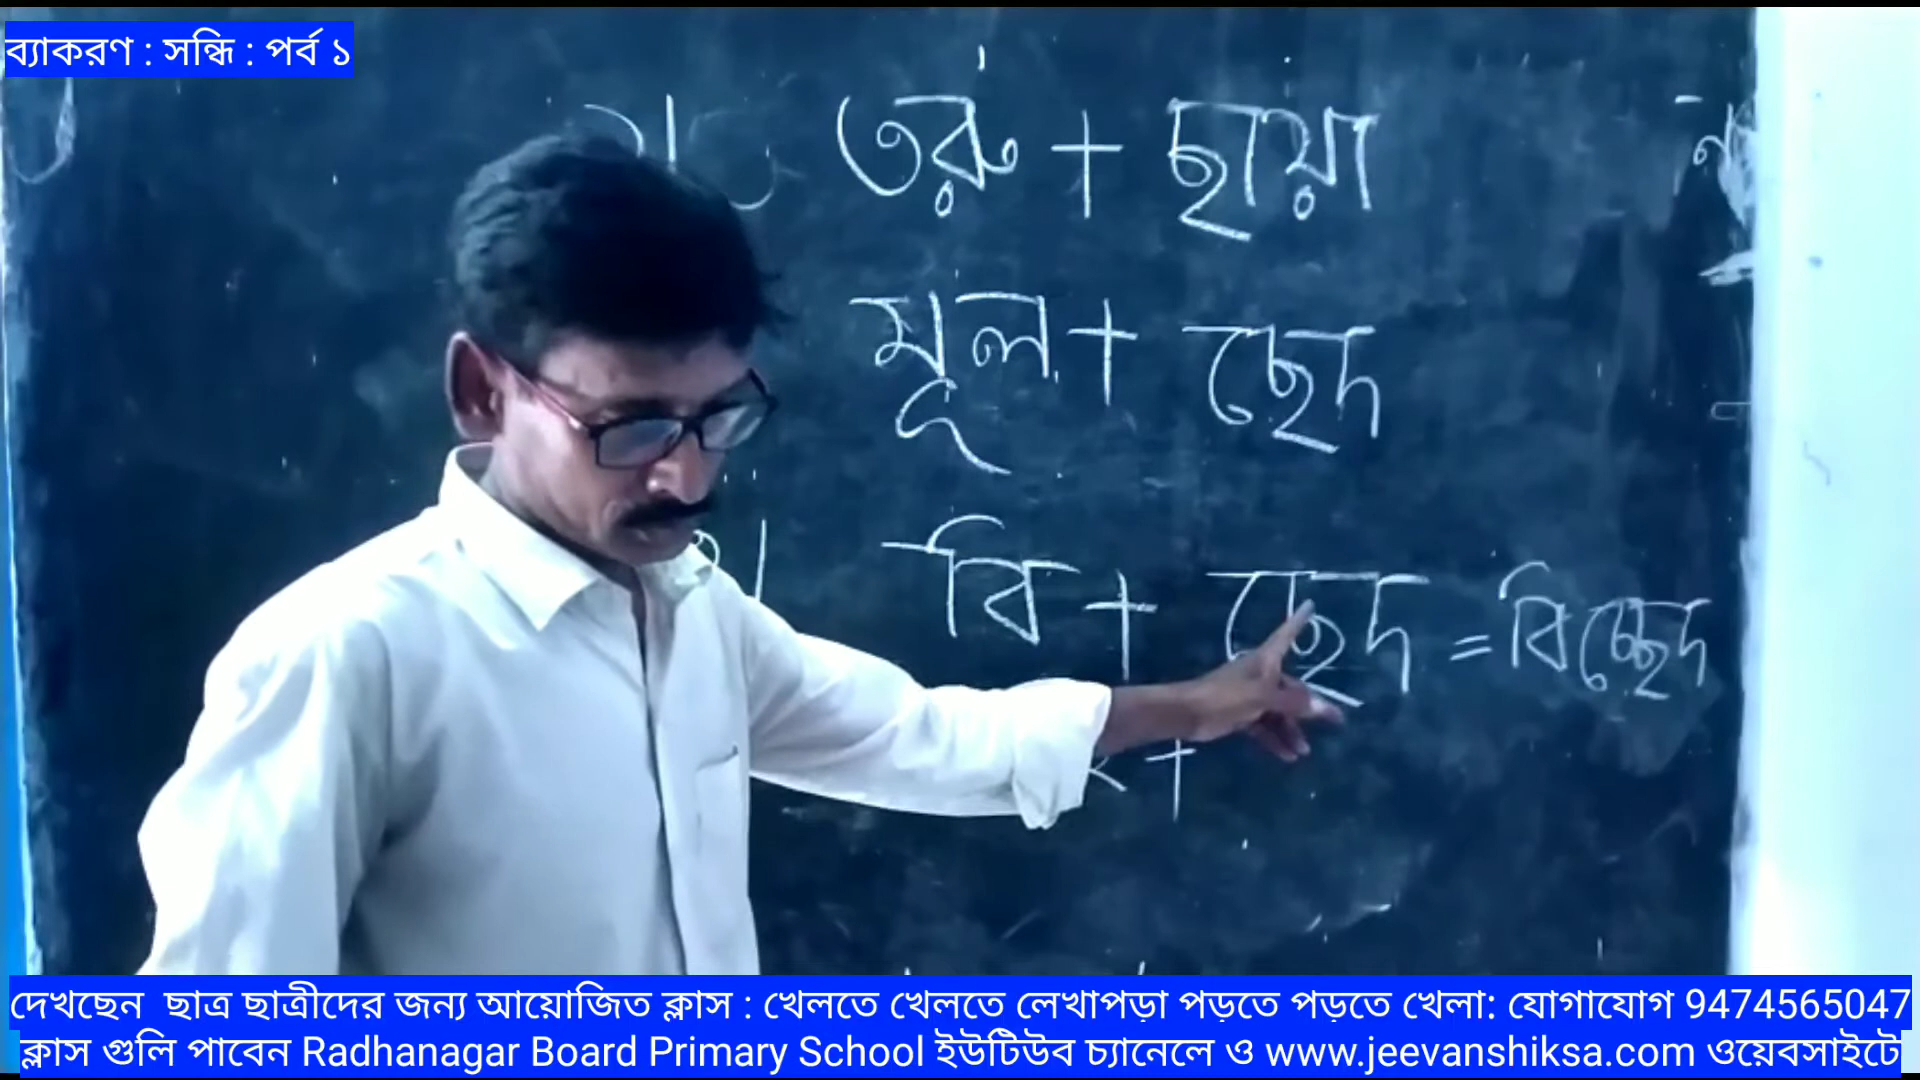 ব্যাকরণ : সন্ধি : পর্ব ১
তরু + ছায়া
মূল + ছেদ
বি + ছেদ = বিচ্ছেদ
+
দেখছেন ছাত্র ছাত্রীদের জন্য আয়োজিত ক্লাস : খেলতে খেলতে লেখাপড়া পড়তে পড়তে খেলা: যোগাযোগ 9474565047
ক্লাস গুলি পাবেন Radhanagar Board Primary School ইউটিউব চ্যানেলে ও www.jeevanshiksa.com ওয়েবসাইটে